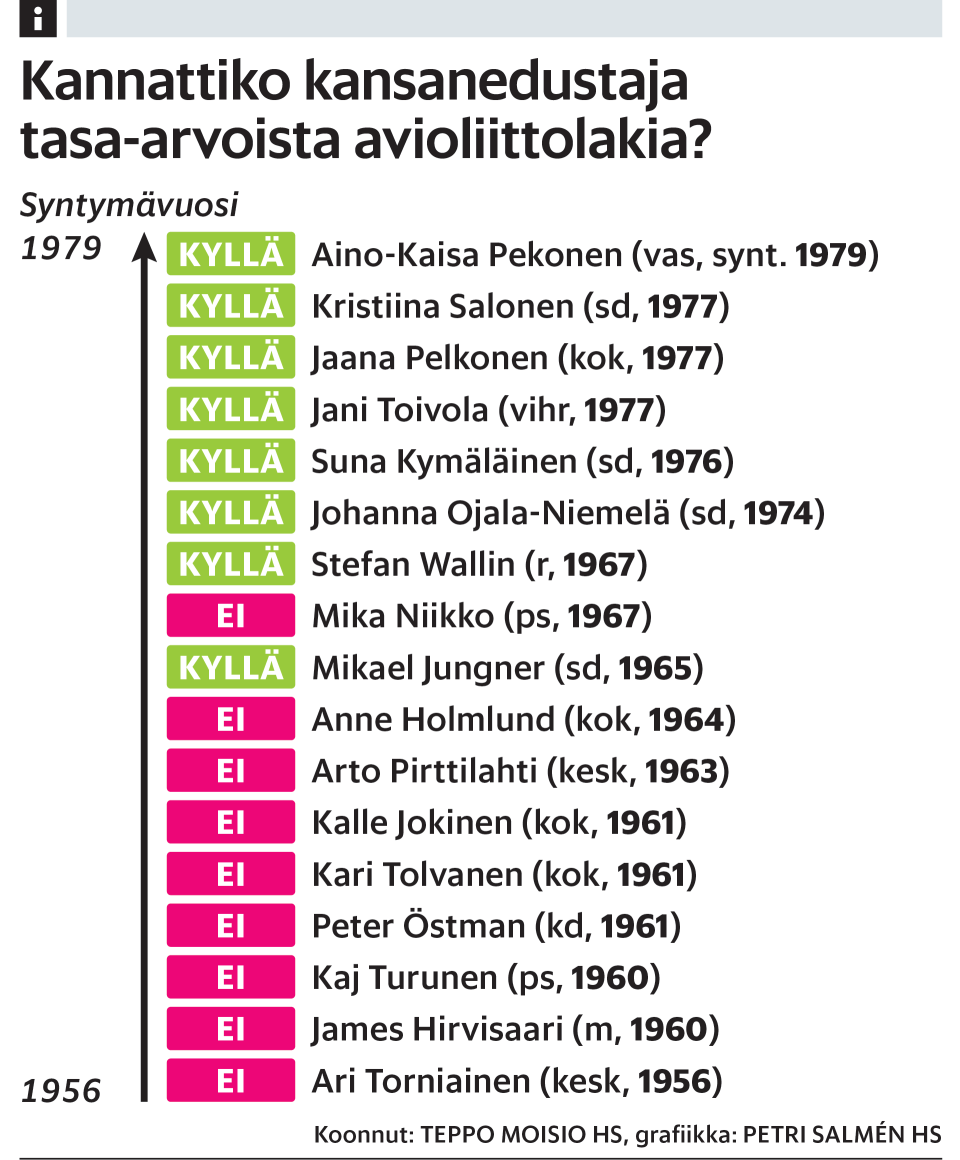 i
Kannattiko kansanedustaja
tasa-arvoista avioliittolakia?
Syntymävuosi
1979
KYLLÄ Aino-Kaisa Pekonen (vas, synt. 1979)
KYLLÄ Kristiina Salonen (sd, 1977)
KYLLÄ Jaana Pelkonen (kok, 1977)
KYLLÄ Jani Toivola (vihr, 1977)
KYLLÄ Suna Kymäläinen (sd, 1976)
KYLLÄ Johanna Ojala-Niemelä (sd, 1974)
KYLLÄ Stefan Wallin (r, 1967)
EI Mika Niikko (ps, 1967)
KYLLÄ Mikael Jungner (sd, 1965)
EI Anne Holmlund (kok, 1964)
EI Arto Pirttilahti (kesk, 1963)
EI Kalle Jokinen (kok, 1961)
EI Kari Tolvanen (kok, 1961)
EI Peter Östman (kd, 1961)
EI Kaj Turunen (ps, 1960)
EI James Hirvisaari (m, 1960)
1956 EI Ari Torniainen (kesk, 1956)
Koonnut: TEPPO MOISIO HS, grafiikka: PETRI SALMÉN HS